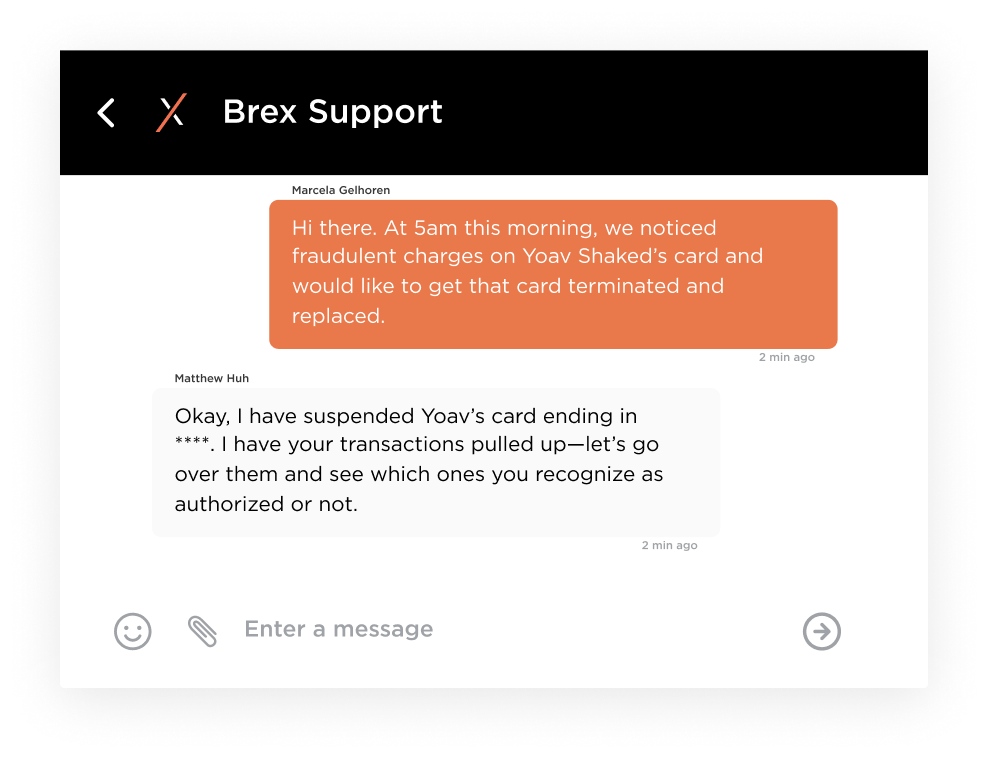 Brex Support
Marcela Gelhoren
Hi there. At 5am this morning, we noticed
fraudulent charges on Yoav Shaked’s card and
would like to get that card terminated and
replaced.
2 min ago
Matthew Huh
Okay, I have suspended Yoav’s card ending in
****. I have your transactions pulled up—let’s go
over them and see which ones you recognize as
authorized or not.
2 min ago
Enter a message